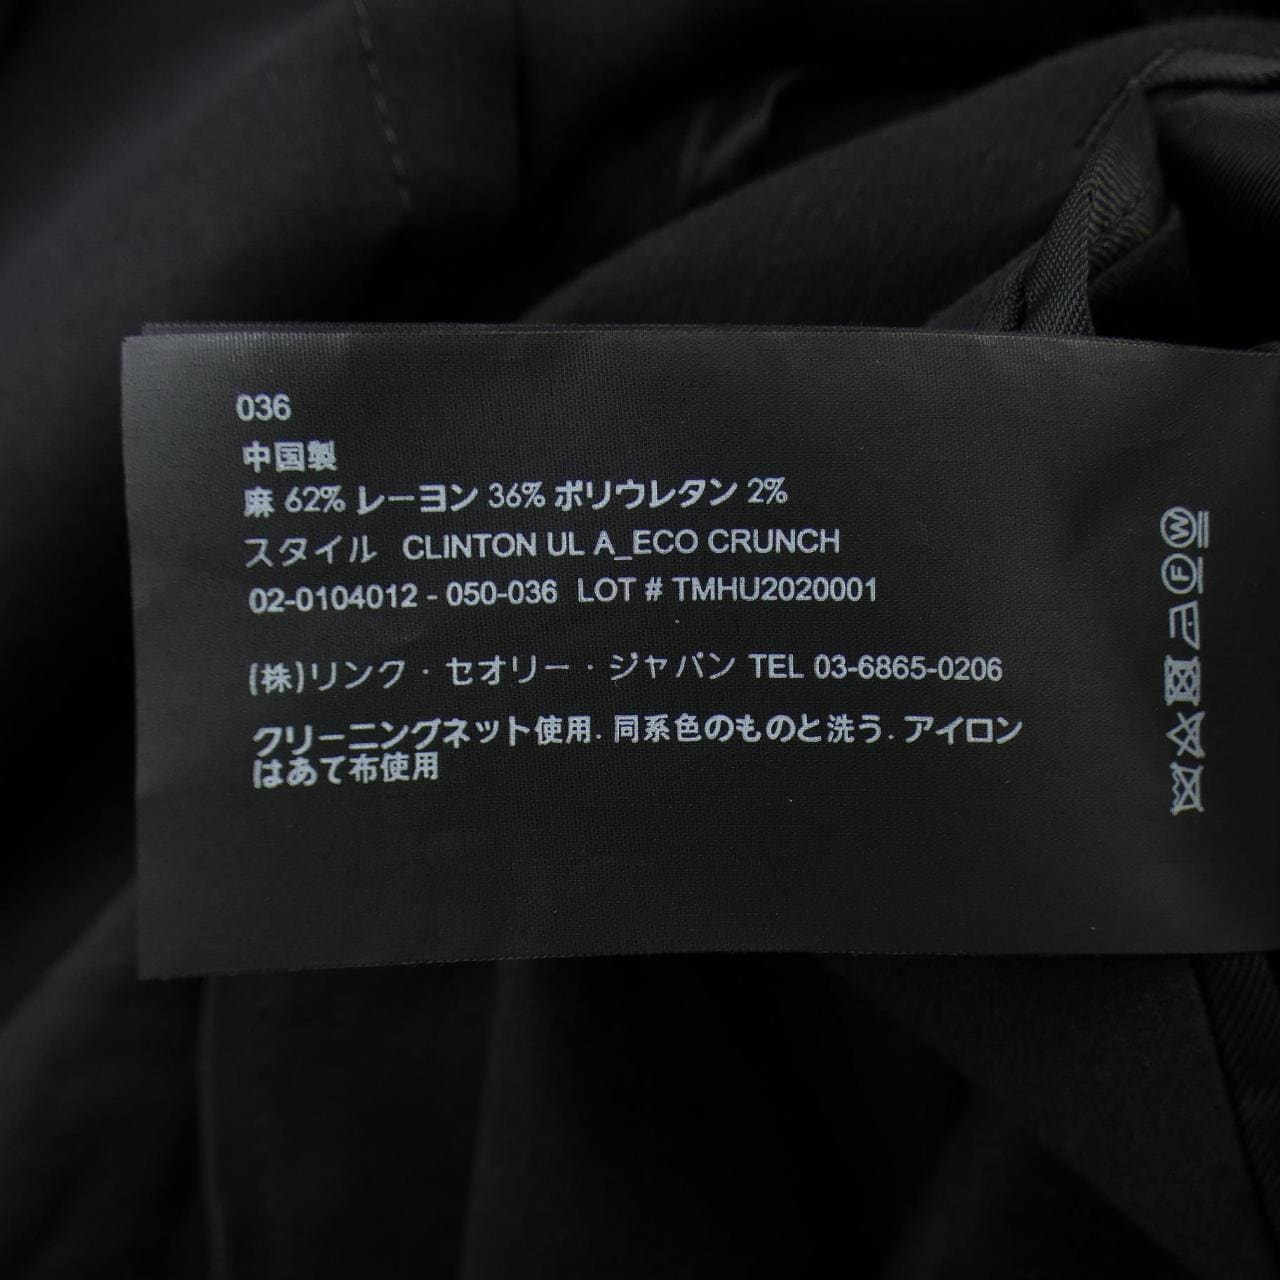 036
中国製
麻 62% レーヨン 36% ポリウレタン 2%
スタイル CLINTON UL A_ECO CRUNCH
02-0104012 - 050-036 LOT # TMHU2020001
(株)リンク・セオリー・ジャパン TEL 03-6865-0206
クリーニングネット使用. 同系色のものと洗う. アイロン
はあて布使用
W
F